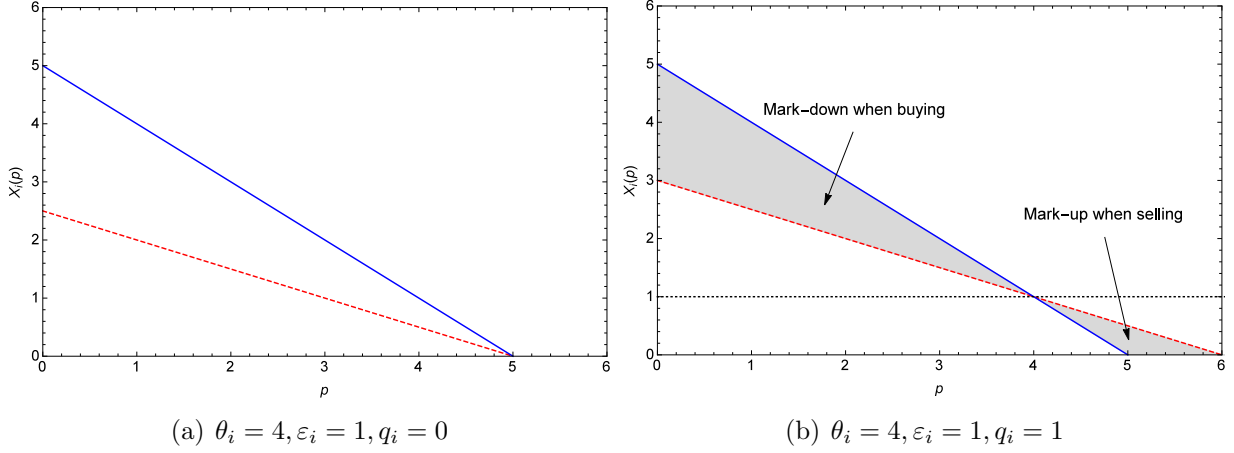 6
5
4
3
2
1
0
X_i(p)
0 1 2 3 4 5 6
p
(a) θ_i = 4, ε_i = 1, q_i = 0
6
5
4
3
2
1
0
X_i(p)
Mark-down when buying
Mark-up when selling
0 1 2 3 4 5 6
p
(b) θ_i = 4, ε_i = 1, q_i = 1